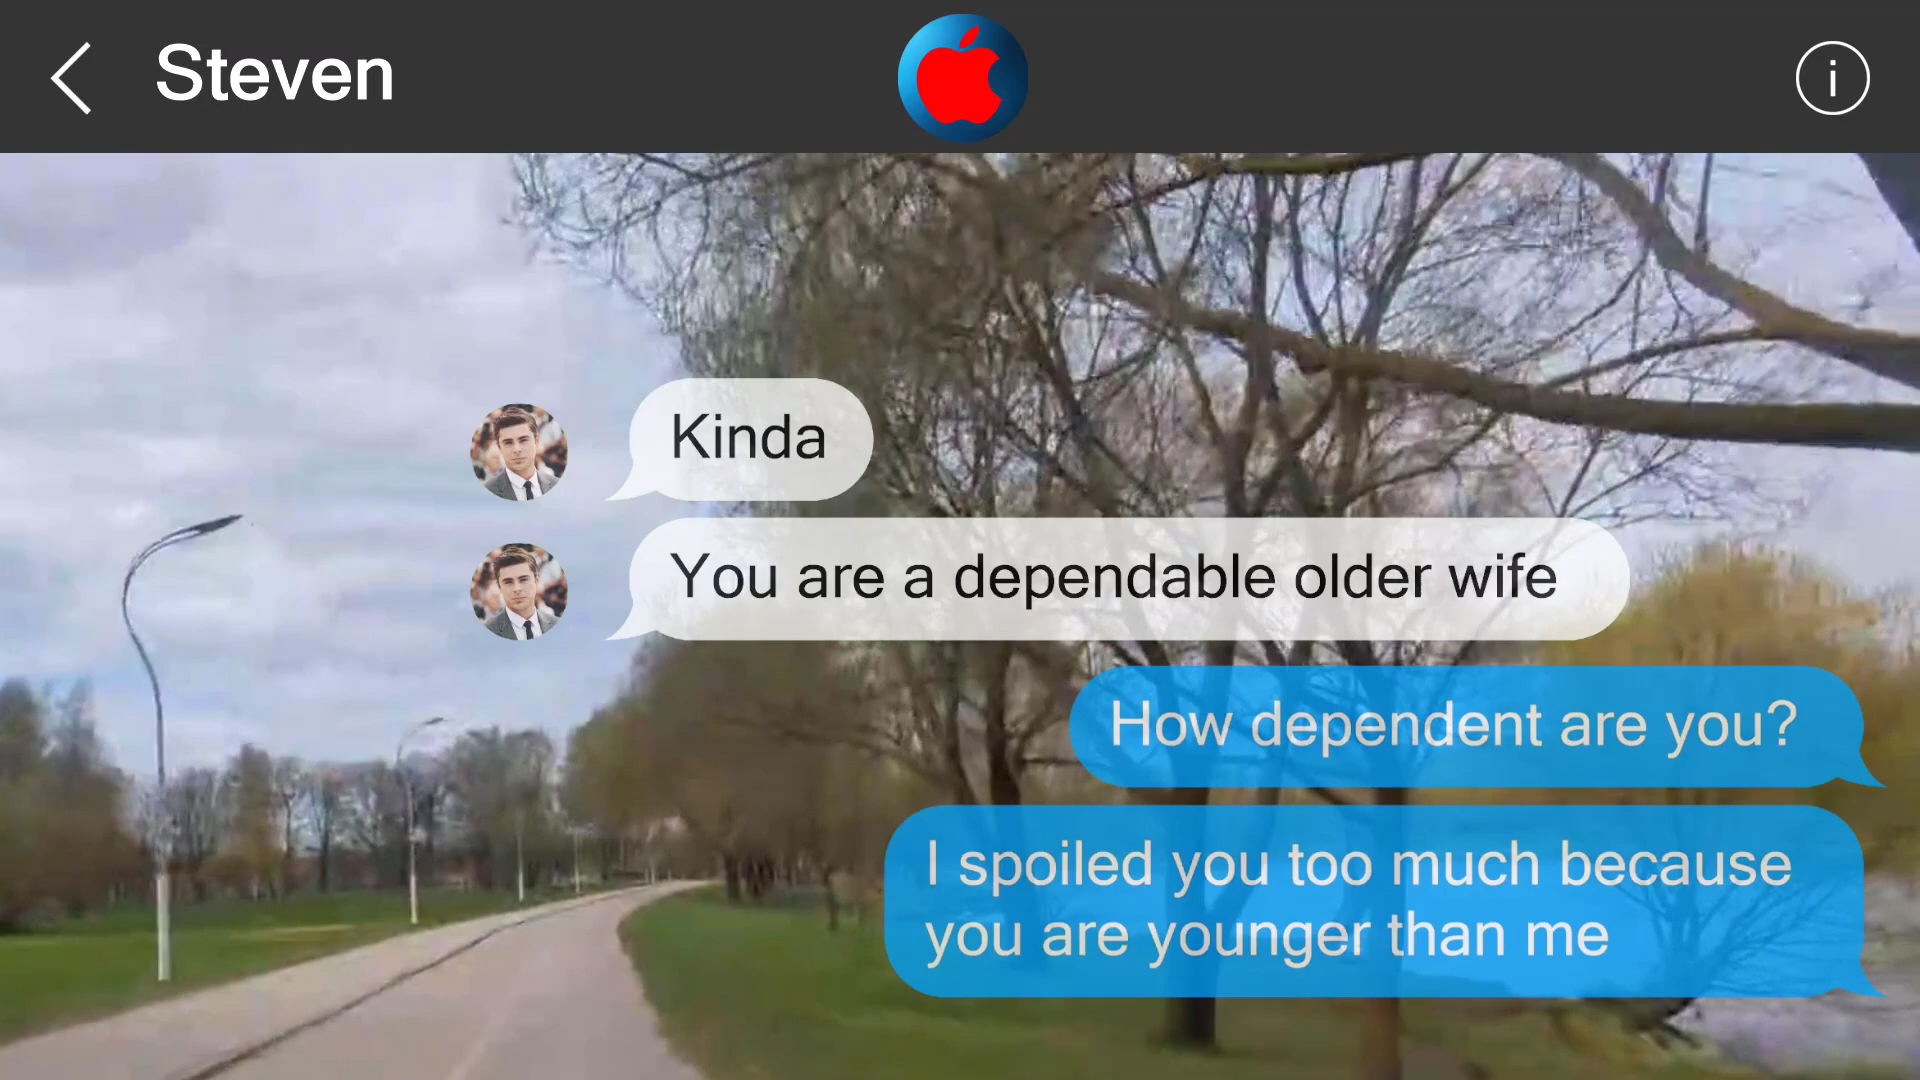 Steven
i
Kinda
You are a dependable older wife
How dependent are you?
I spoiled you too much because
you are younger than me